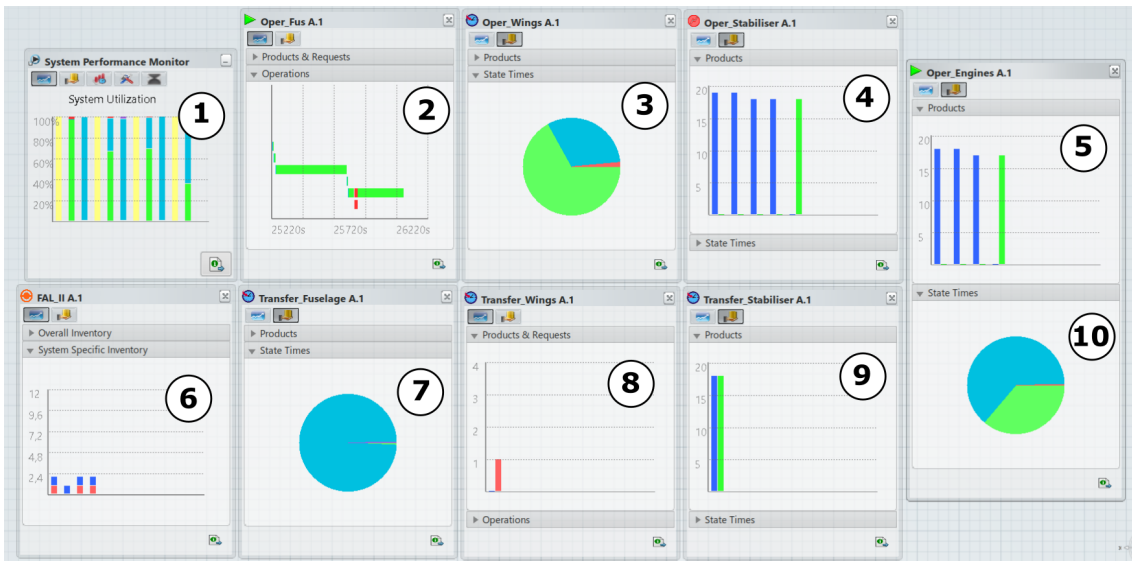 System Performance Monitor
System Utilization
100%
80%
60%
40%
20%
1
Oper_Fus A.1
Products & Requests
Operations
25220s 25720s 26220s
2
Oper_Wings A.1
Products
State Times
3
Oper_Stabiliser A.1
Products
20
15
10
5
4
State Times
Oper_Engines A.1
Products
20
15
10
5
5
State Times
10
FAL_II A.1
Overall Inventory
System Specific Inventory
12
9,6
7,2
4,8
2,4
6
Transfer_Fuselage A.1
Products
State Times
7
Transfer_Wings A.1
Products & Requests
4
3
2
1
8
Operations
Transfer_Stabiliser A.1
Products
20
15
10
5
9
State Times